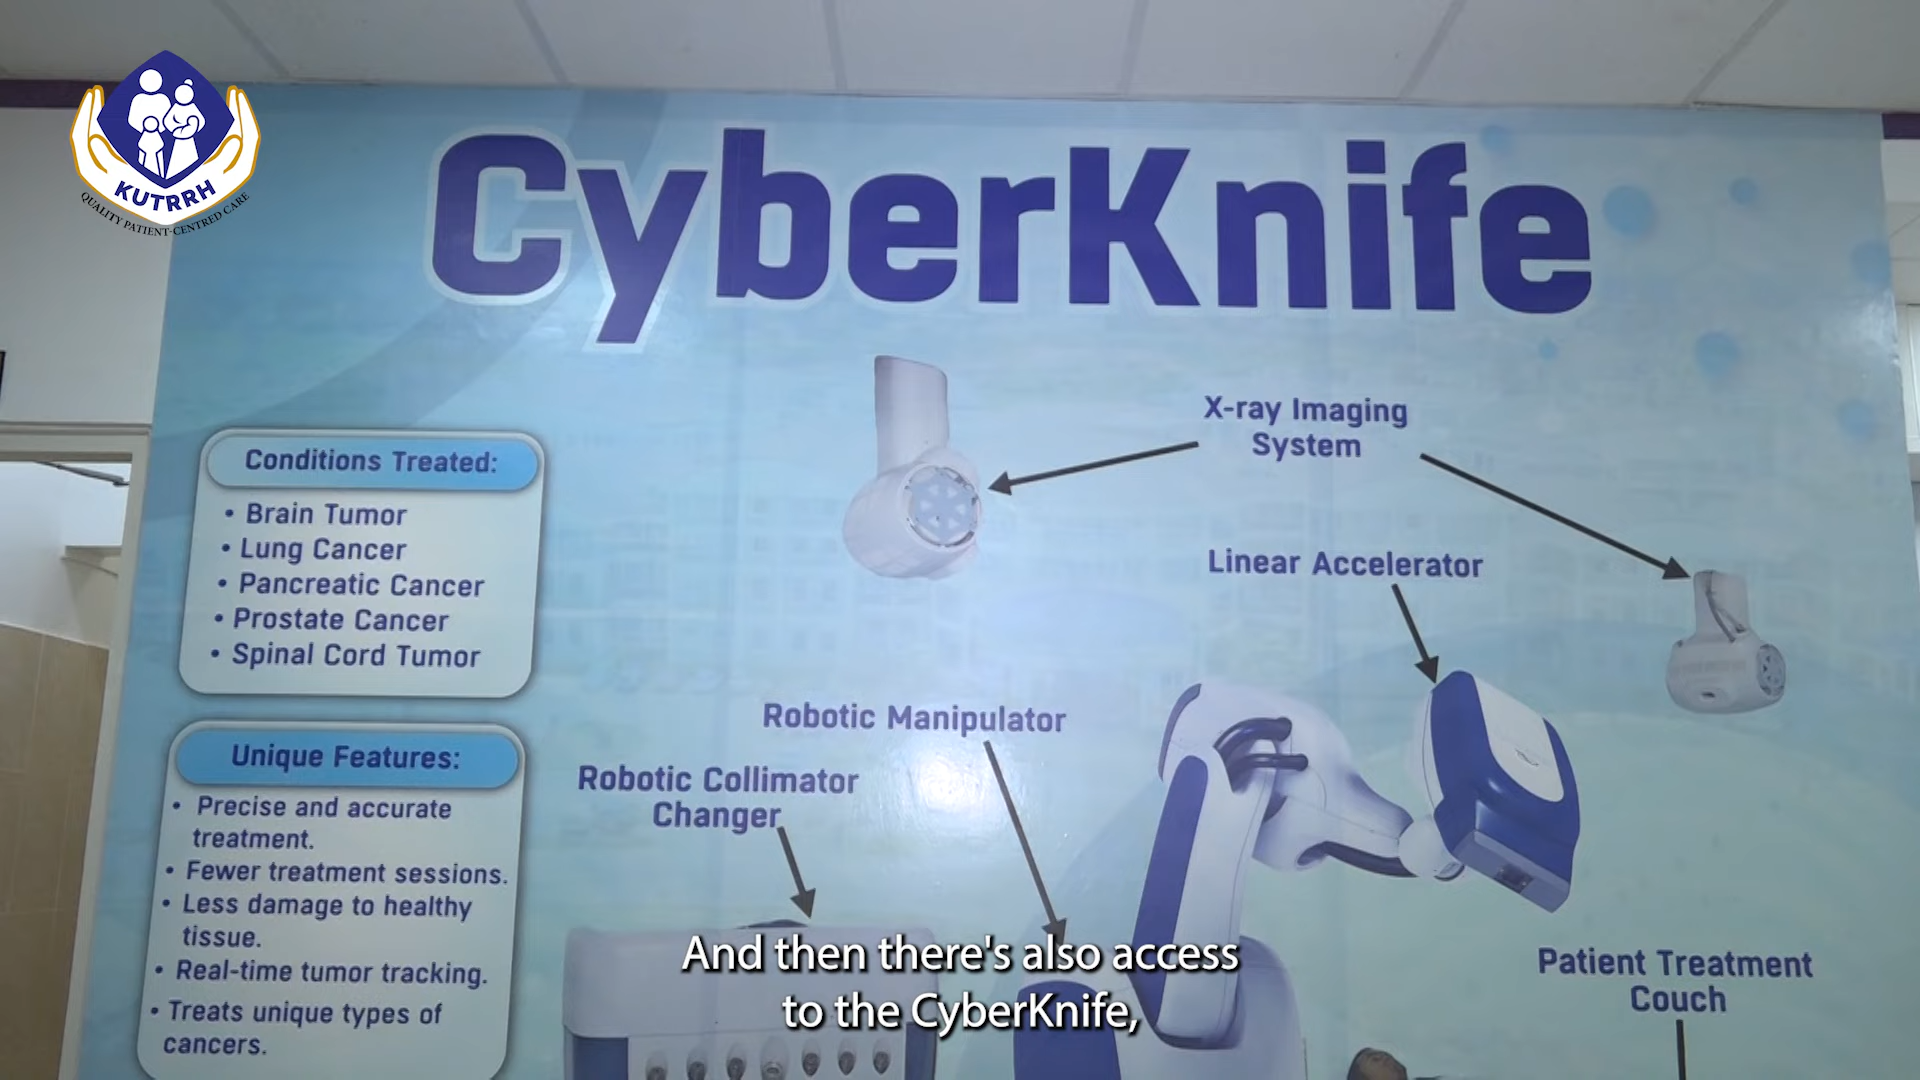 KUTRRH
QUALITY PATIENT-CENTRED CARE
CyberKnife
X-ray Imaging
System
Conditions Treated:
• Brain Tumor
• Lung Cancer
• Pancreatic Cancer
• Prostate Cancer
• Spinal Cord Tumor
Linear Accelerator
Robotic Manipulator
Robotic Collimator
Changer
Unique Features:
• Precise and accurate
treatment.
• Fewer treatment sessions.
• Less damage to healthy
tissue.
• Real-time tumor tracking.
• Treats unique types of
cancers.
Patient Treatment
Couch
And then there's also access
to the CyberKnife,